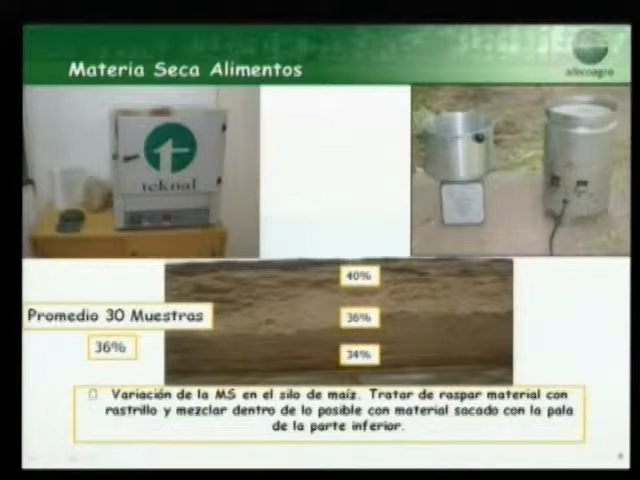 Materia Seca Alimentos
adecoagro
teknal
40%
Promedio 30 Muestras
36%
36%
34%
Variación de la MS en el silo de maíz. Tratar de raspar material con
rastrillo y mezclar dentro de lo posible con material sacado con la pala
de la parte inferior.